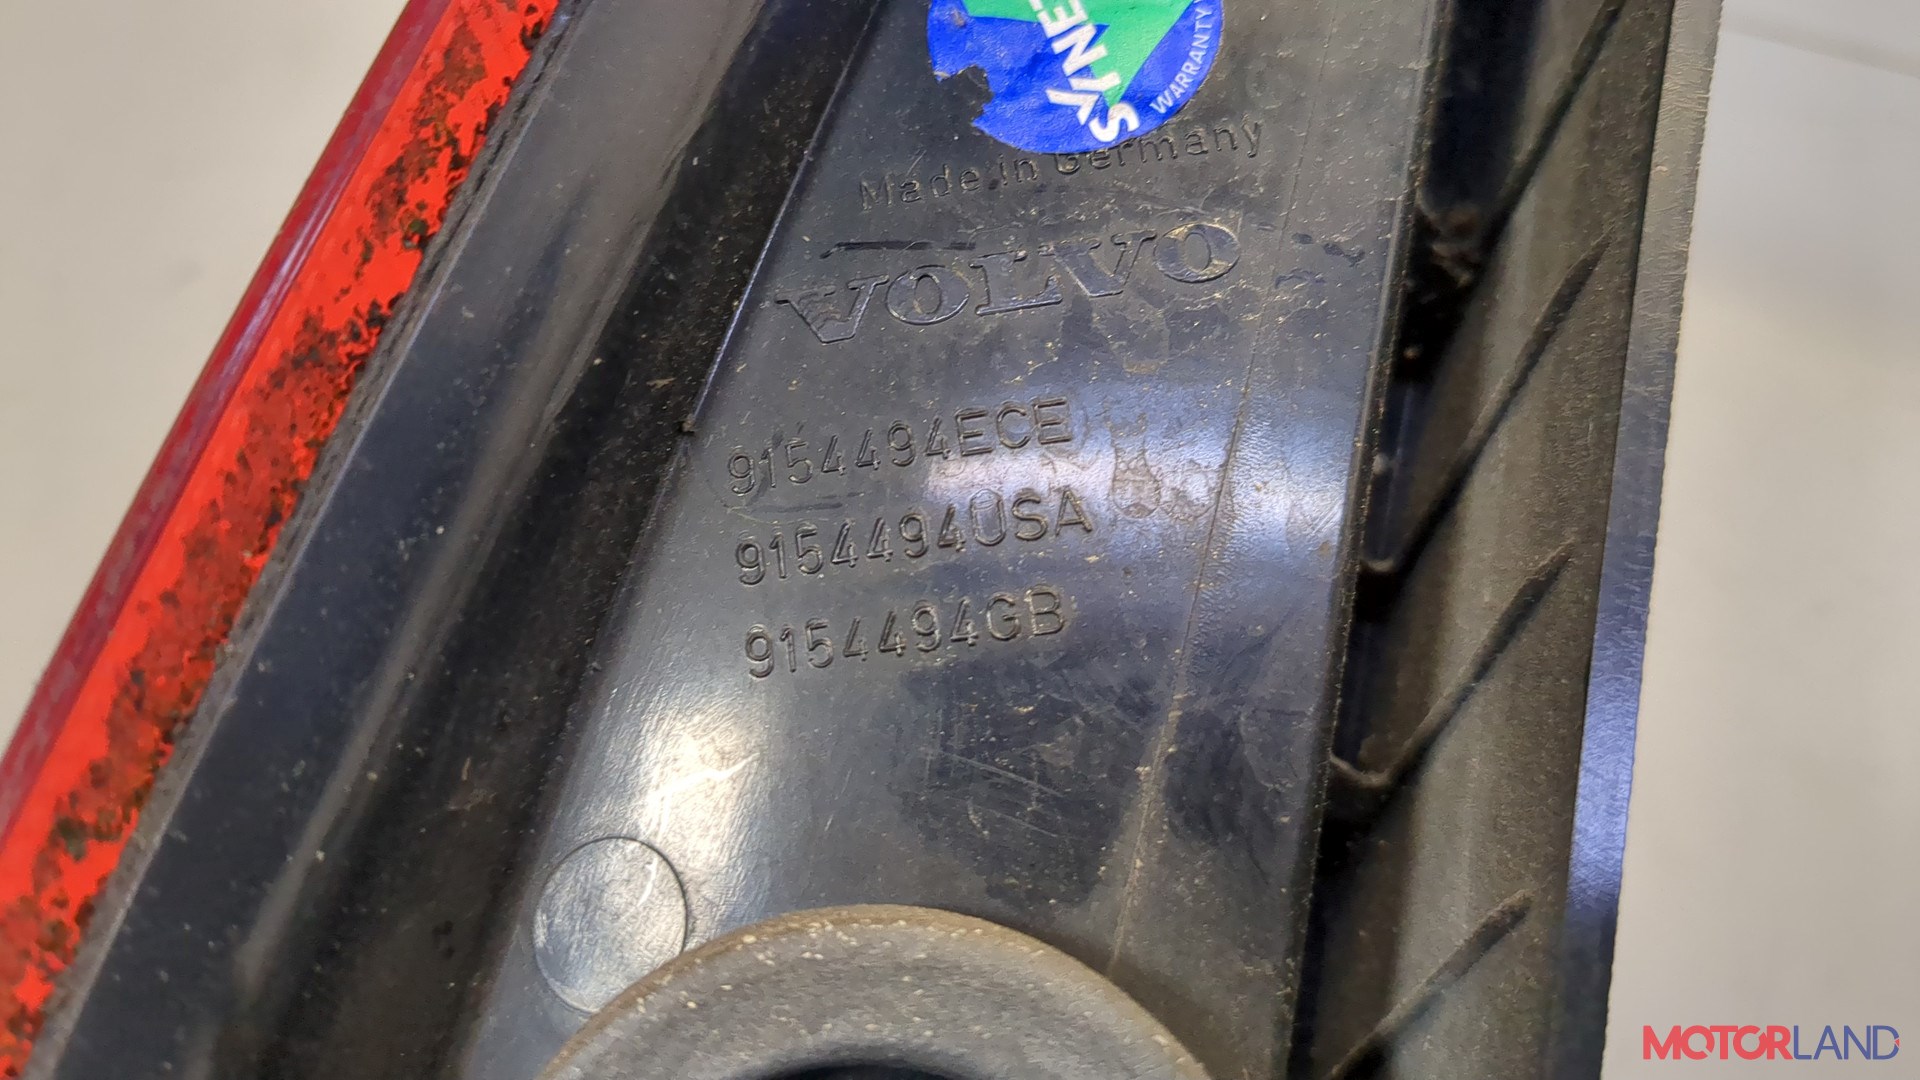 SYNE
WARRANTY
Made in Germany
VOLVO
9154494ECE
9154494USA
9154494GB
MOTORLAND